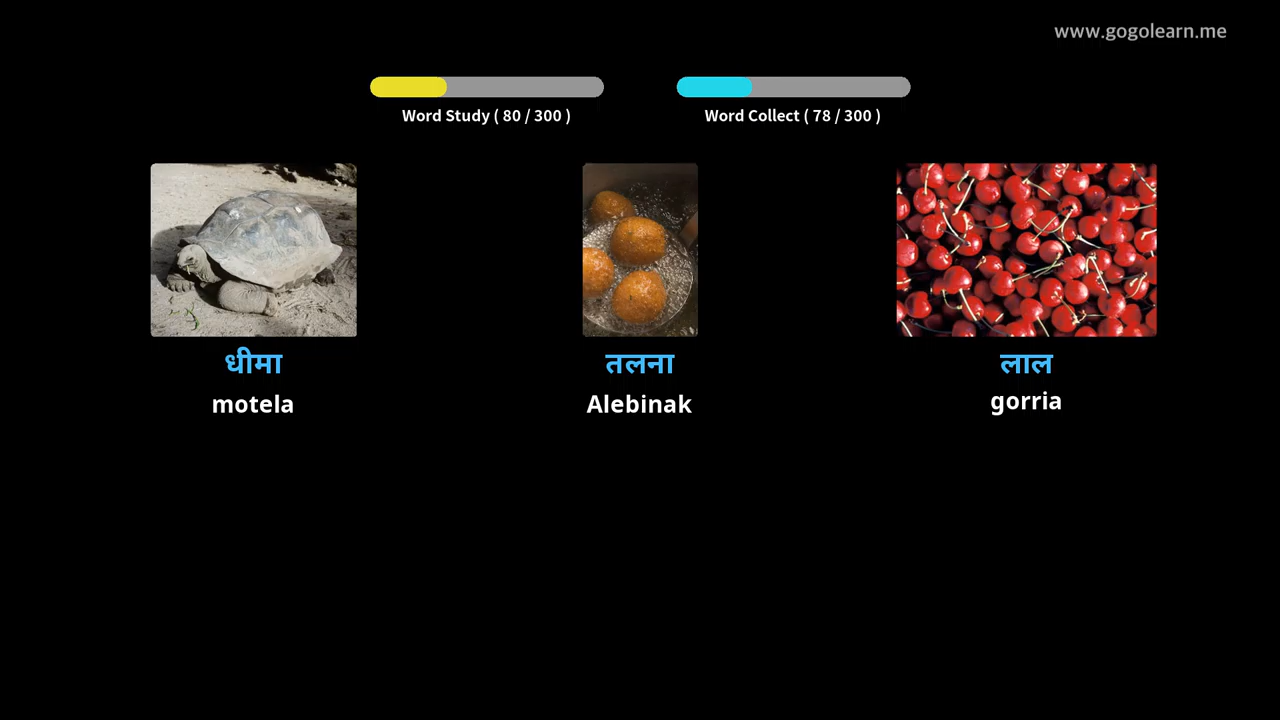 www.gogolearn.me
Word Study ( 80 / 300 )
Word Collect ( 78 / 300 )
धीमा
motela
तलना
Alebinak
लाल
gorria